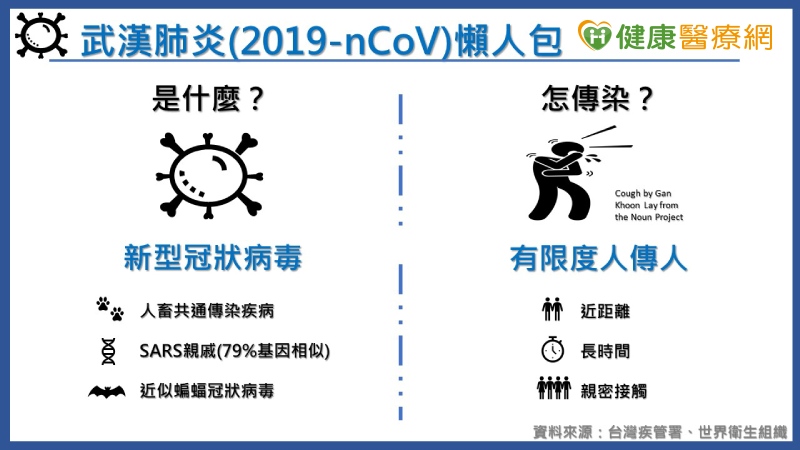 武漢肺炎(2019-nCoV)懶人包
健康醫療網
是什麼？
新型冠狀病毒
人畜共通傳染疾病
SARS親戚(79%基因相似)
近似蝙蝠冠狀病毒
怎傳染？
Cough by Gan
Khoon Lay from
the Noun Project
有限度人傳人
近距離
長時間
親密接觸
資料來源：台灣疾管署、世界衛生組織